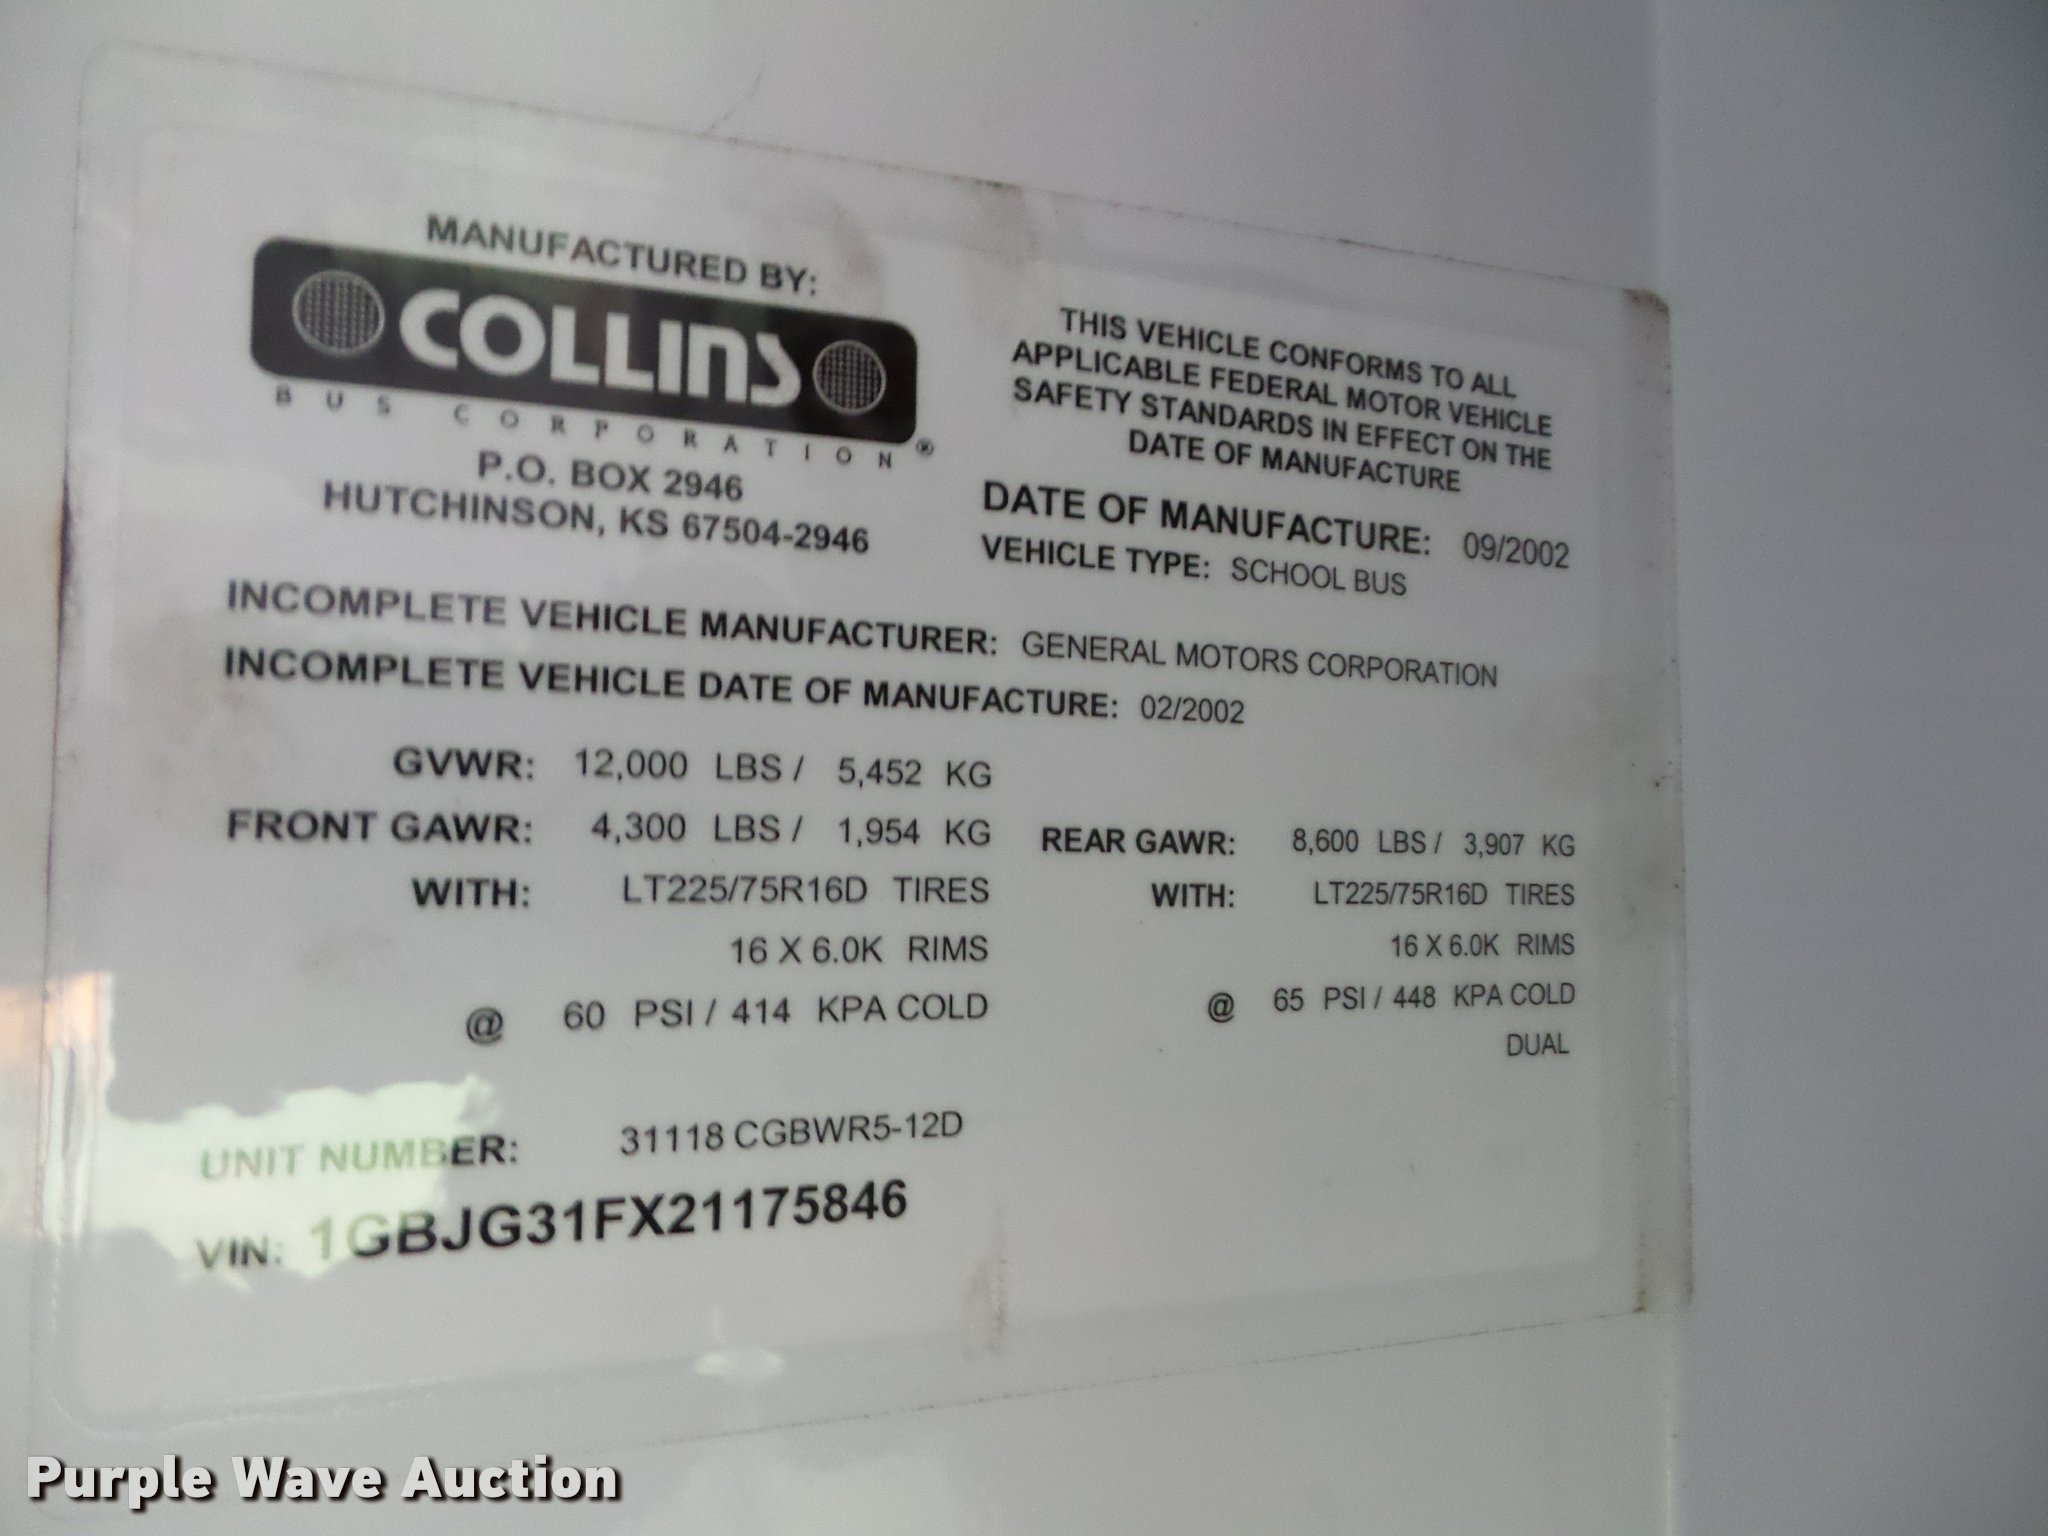 MANUFACTURED BY:
COLLINS
BUS CORPORATION®
P.O. BOX 2946
HUTCHINSON, KS 67504-2946
THIS VEHICLE CONFORMS TO ALL
APPLICABLE FEDERAL MOTOR VEHICLE
SAFETY STANDARDS IN EFFECT ON THE
DATE OF MANUFACTURE
DATE OF MANUFACTURE: 09/2002
VEHICLE TYPE: SCHOOL BUS
INCOMPLETE VEHICLE MANUFACTURER: GENERAL MOTORS CORPORATION
INCOMPLETE VEHICLE DATE OF MANUFACTURE: 02/2002
GVWR: 12,000 LBS / 5,452 KG
FRONT GAWR: 4,300 LBS / 1,954 KG
WITH: LT225/75R16D TIRES
16 X 6.0K RIMS
@ 60 PSI / 414 KPA COLD
REAR GAWR: 8,600 LBS / 3,907 KG
WITH: LT225/75R16D TIRES
16 X 6.0K RIMS
@ 65 PSI / 448 KPA COLD
DUAL
UNIT NUMBER: 31118 CGBWR5-12D
VIN: 1GBJG31FX21175846
Purple Wave Auction